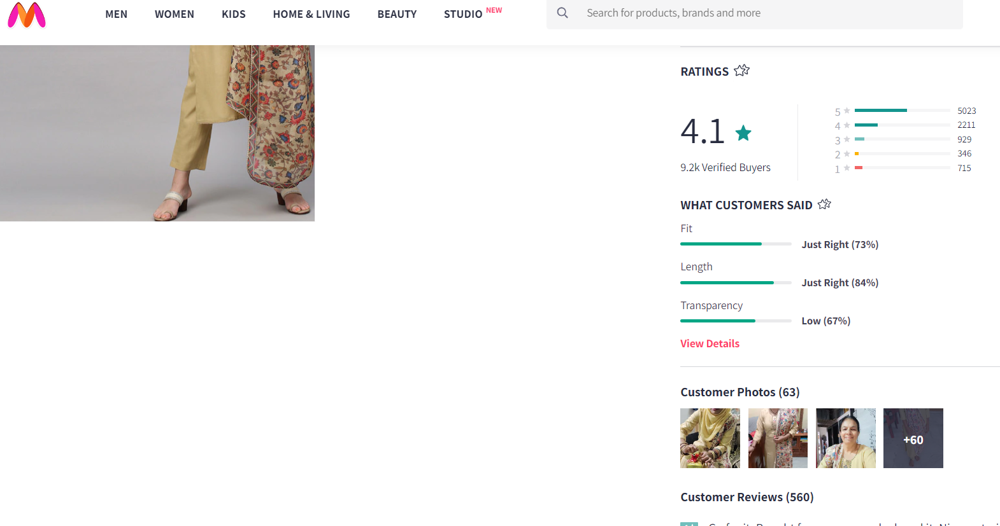 MEN WOMEN KIDS HOME & LIVING BEAUTY STUDIO NEW Search for products, brands and more
RATINGS
4.1
9.2k Verified Buyers
5 5023
4 2211
3 929
2 346
1 715
WHAT CUSTOMERS SAID
Fit
Just Right (73%)
Length
Just Right (84%)
Transparency
Low (67%)
View Details
Customer Photos (63)
+60
Customer Reviews (560)